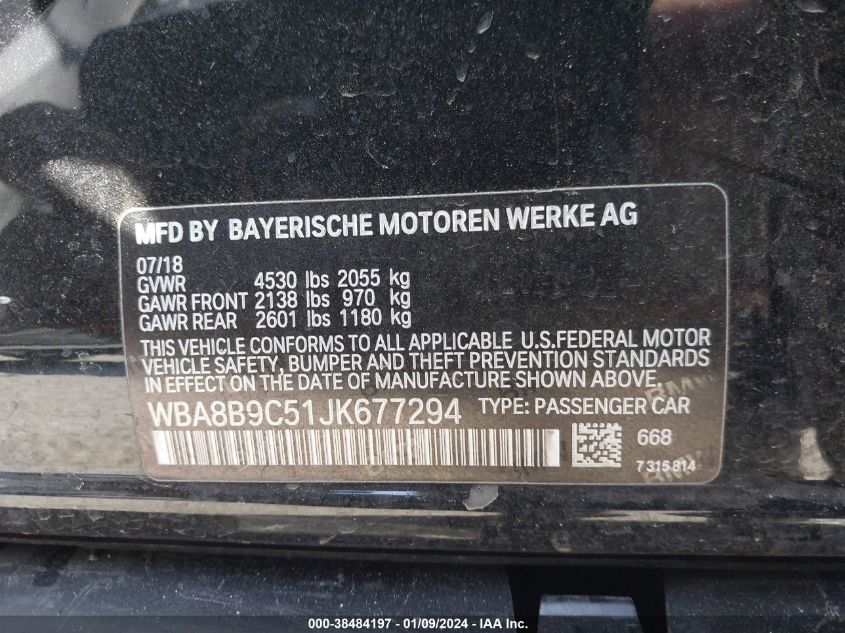 MFD BY BAYERISCHE MOTOREN WERKE AG
07/18
GVWR 4530 lbs 2055 kg
GAWR FRONT 2138 lbs 970 kg
GAWR REAR 2601 lbs 1180 kg
THIS VEHICLE CONFORMS TO ALL APPLICABLE U.S.FEDERAL MOTOR
VEHICLE SAFETY, BUMPER AND THEFT PREVENTION STANDARDS
IN EFFECT ON THE DATE OF MANUFACTURE SHOWN ABOVE.
WBA8B9C51JK677294 TYPE: PASSENGER CAR
668
7 315 814
BMW
BMW
000-38484197 - 01/09/2024 - IAA Inc.